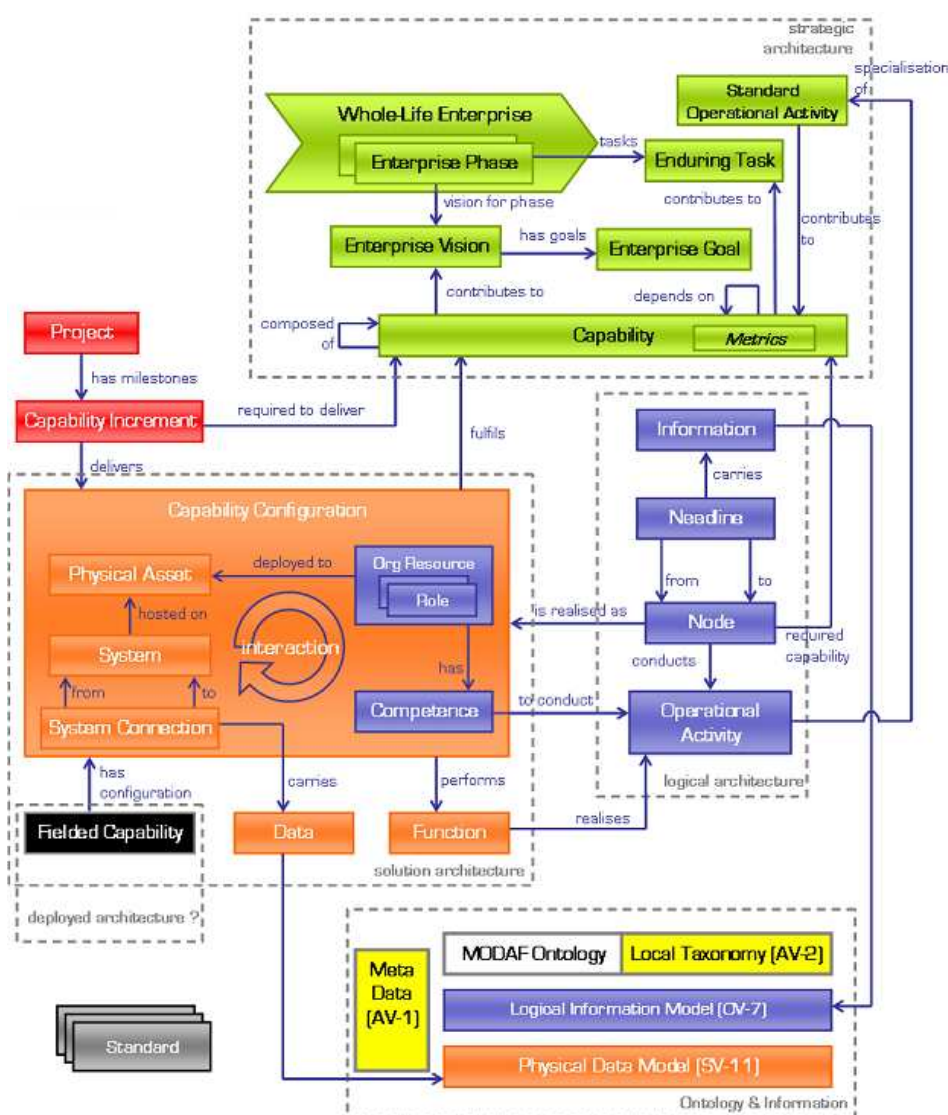 strategic
architecture
specialisation
of
Standard
Operational Activity
Whole-Life Enterprise
Enterprise Phase
tasks
Enduring Task
vision for phase
contributes to
contributes
to
Enterprise Vision
has goals
Enterprise Goal
contributes to
depends on
composed
of
Capability
Metrics
Project
has milestones
Capability Increment
required to deliver
fulfils
delivers
Information
carries
Needline
from
to
Node
required
capability
conducts
Operational
Activity
logical architecture
Capability Configuration
Physical Asset
deployed to
Org Resource
Role
is realised as
hosted on
interaction
System
has
from
to
System Connection
Competence
to conduct
has
configuration
carries
performs
Fielded Capability
Data
Function
realises
solution architecture
deployed architecture ?
MODAF Ontology
Local Taxonomy (AV-2)
Meta
Data
(AV-1)
Logical Information Model (OV-7)
Physical Data Model (SV-11)
Ontology & Information
Standard